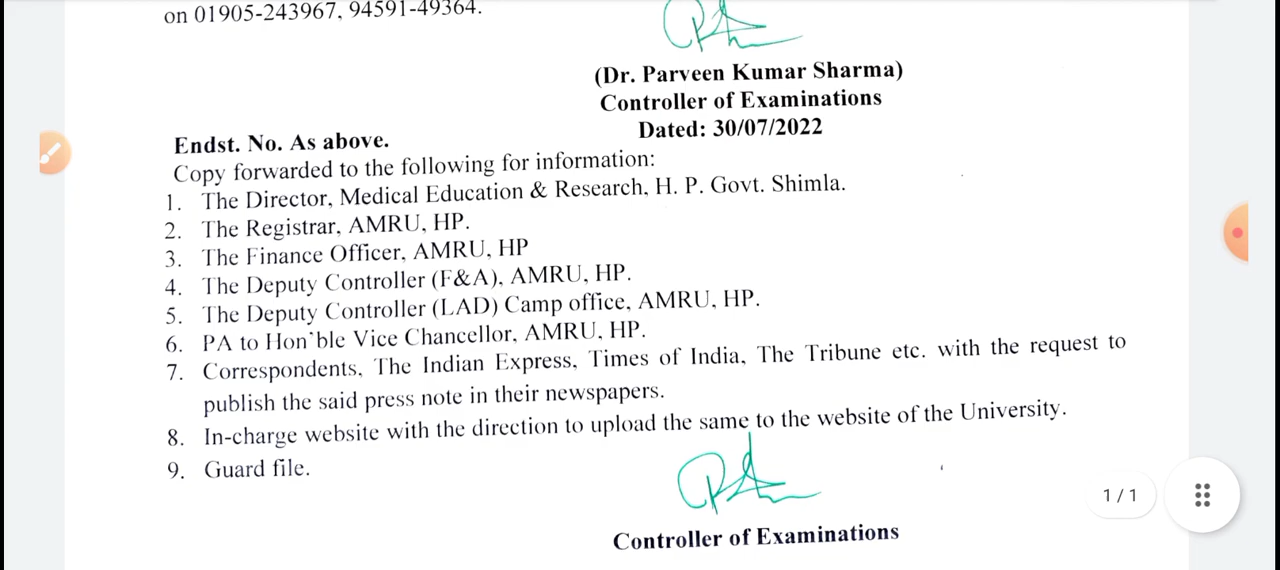 on 01905-243967, 94591-49364.
(Dr. Parveen Kumar Sharma)
Controller of Examinations
Dated: 30/07/2022
Endst. No. As above.
Copy forwarded to the following for information:
1. The Director, Medical Education & Research, H. P. Govt. Shimla.
2. The Registrar, AMRU, HP.
3. The Finance Officer, AMRU, HP
4. The Deputy Controller (F&A), AMRU, HP.
5. The Deputy Controller (LAD) Camp office, AMRU, HP.
6. PA to Hon'ble Vice Chancellor, AMRU, HP.
7. Correspondents, The Indian Express, Times of India, The Tribune etc. with the request to
publish the said press note in their newspapers.
8. In-charge website with the direction to upload the same to the website of the University.
9. Guard file.
1 / 1
Controller of Examinations